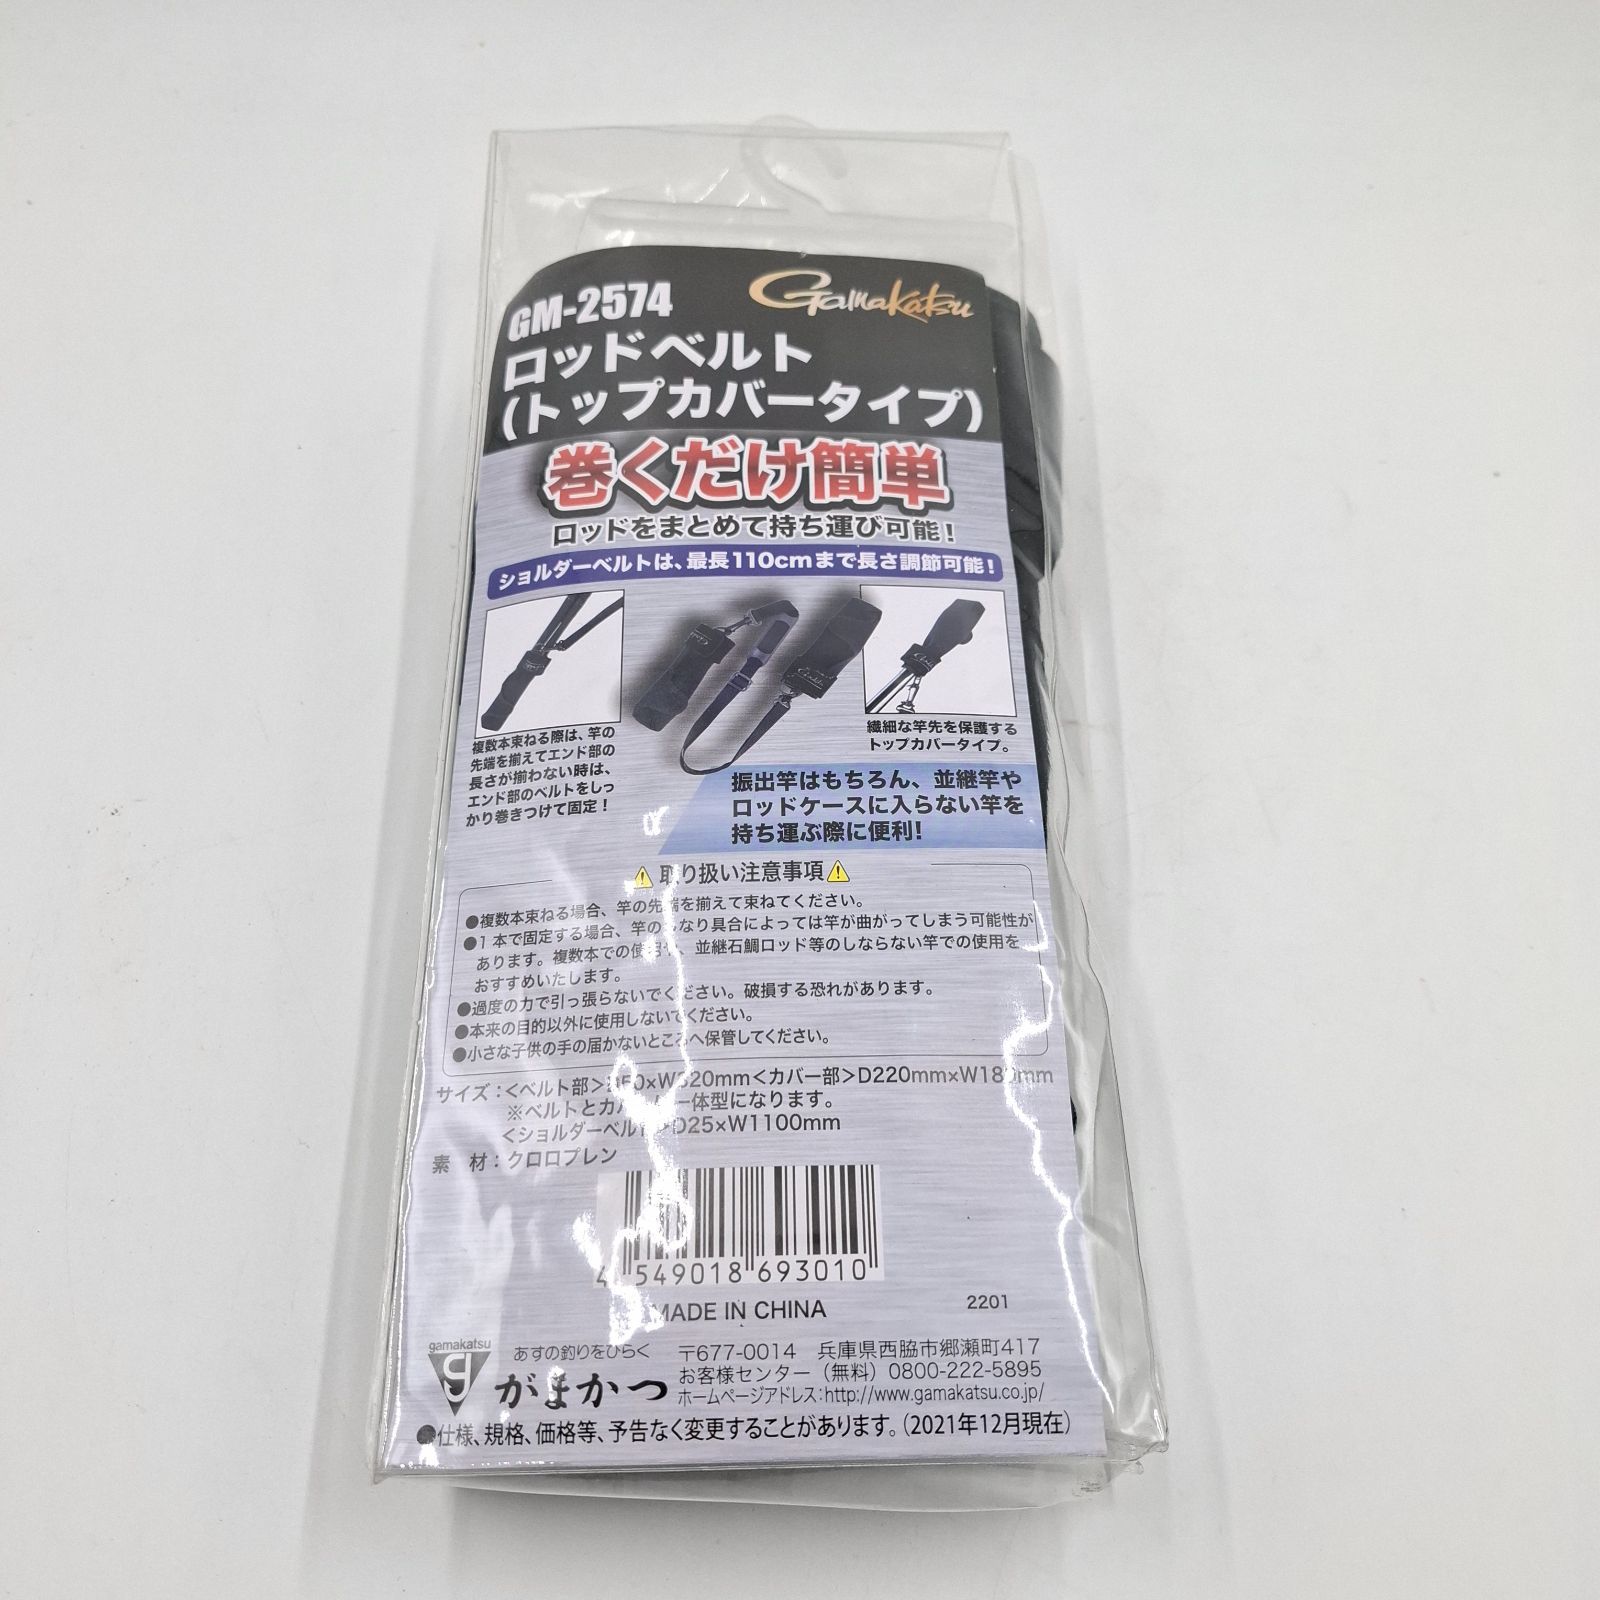 GM-2574
Gamakatsu
ロッドベルト
(トップカバータイプ)
巻くだけ簡単
ロッドをまとめて持ち運び可能!
ショルダーベルトは、最長110cmまで長さ調節可能!
複数本束ねる際は、竿の
先端を揃えてエンド部の
長さが揃わない時は、
エンド部のベルトをしっ
かり巻きつけて固定!
繊細な竿先を保護する
トップカバータイプ。
振出竿はもちろん、並継竿や
ロッドケースに入らない竿を
持ち運ぶ際に便利!
取り扱い注意事項
●複数本束ねる場合、竿の先端を揃えて束ねてください。
●1本で固定する場合、竿のしなり具合によっては竿が曲がってしまう可能性が
あります。複数本での使用や、並継石鯛ロッド等のしならない竿での使用を
おすすめいたします。
●過度の力で引っ張らないでください。破損する恐れがあります。
●本来の目的以外に使用しないでください。
●小さな子供の手の届かないところへ保管してください。
サイズ:<ベルト部>D50×W320mm<カバー部>D220mm×W180mm
※ベルトとカバーは一体型になります。
<ショルダーベルト>D25×W1100mm
素 材:クロロプレン
4 549018 693010
MADE IN CHINA
2201
gamakatsu
g
あすの釣りをひらく
がまかつ
〒677-0014 兵庫県西脇市郷瀬町417
お客様センター(無料)0800-222-5895
ホームページアドレス:http://www.gamakatsu.co.jp/
●仕様、規格、価格等、予告なく変更することがあります。(2021年12月現在)